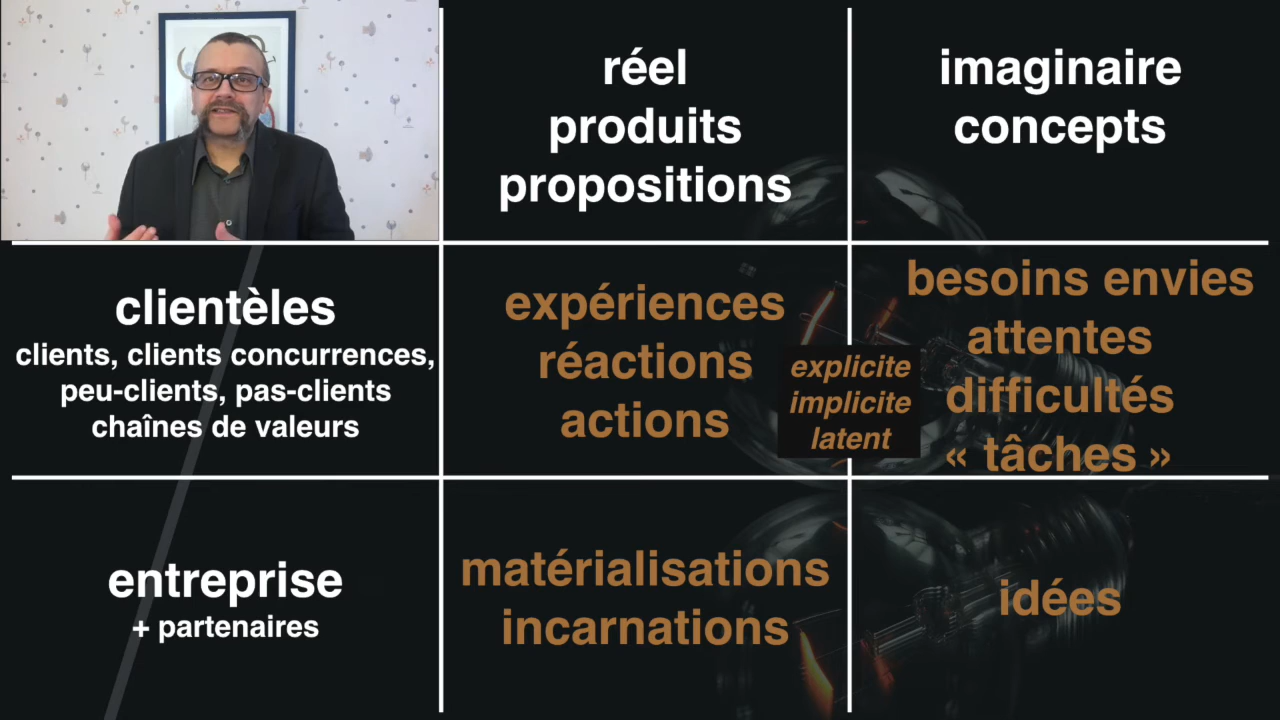 réel
produits
propositions
imaginaire
concepts
clientèles
clients, clients concurrences,
peu-clients, pas-clients
chaînes de valeurs
expériences
réactions
actions
explicite
implicite
latent
besoins envies
attentes
difficultés
« tâches »
entreprise
+ partenaires
matérialisations
incarnations
idées